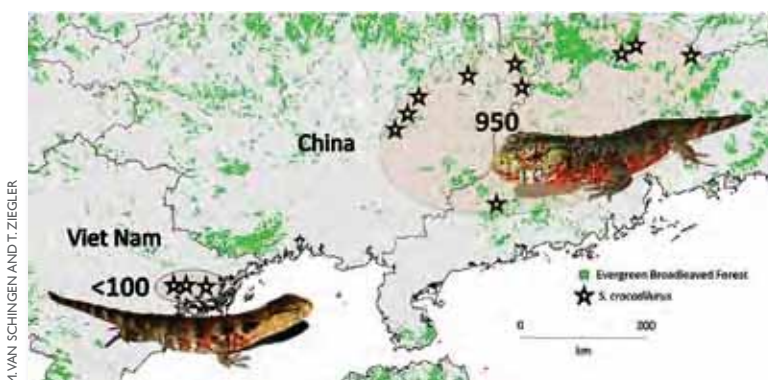 M.VAN SCHINGEN AND T. ZIEGLER
China
950
Viet Nam
<100
Evergreen Broadleaved Forest
S. crocodilurus
0 200
km